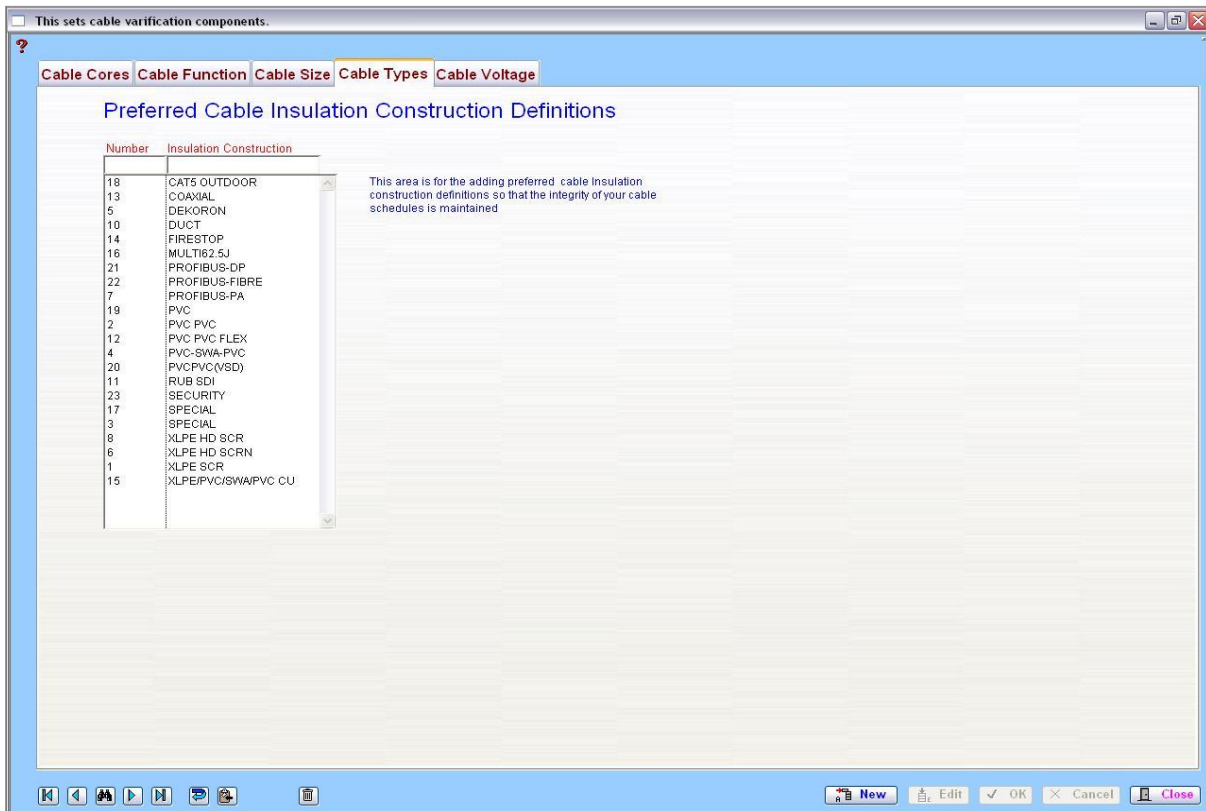 This sets cable varification components.
?
Cable Cores Cable Function Cable Size Cable Types Cable Voltage
Preferred Cable Insulation Construction Definitions
Number Insulation Construction
18 CAT5 OUTDOOR
13 COAXIAL
5 DEKORON
10 DUCT
14 FIRESTOP
16 MULTI62.5J
21 PROFIBUS-DP
22 PROFIBUS-FIBRE
7 PROFIBUS-PA
19 PVC
2 PVC PVC
12 PVC PVC FLEX
4 PVC-SWA-PVC
20 PVCPVC(VSD)
11 RUB SDI
23 SECURITY
17 SPECIAL
3 SPECIAL
8 XLPE HD SCR
6 XLPE HD SCRN
1 XLPE SCR
15 XLPE/PVC/SWA/PVC CU
This area is for the adding preferred cable Insulation
construction definitions so that the integrity of your cable
schedules is maintained
New Edit OK Cancel Close